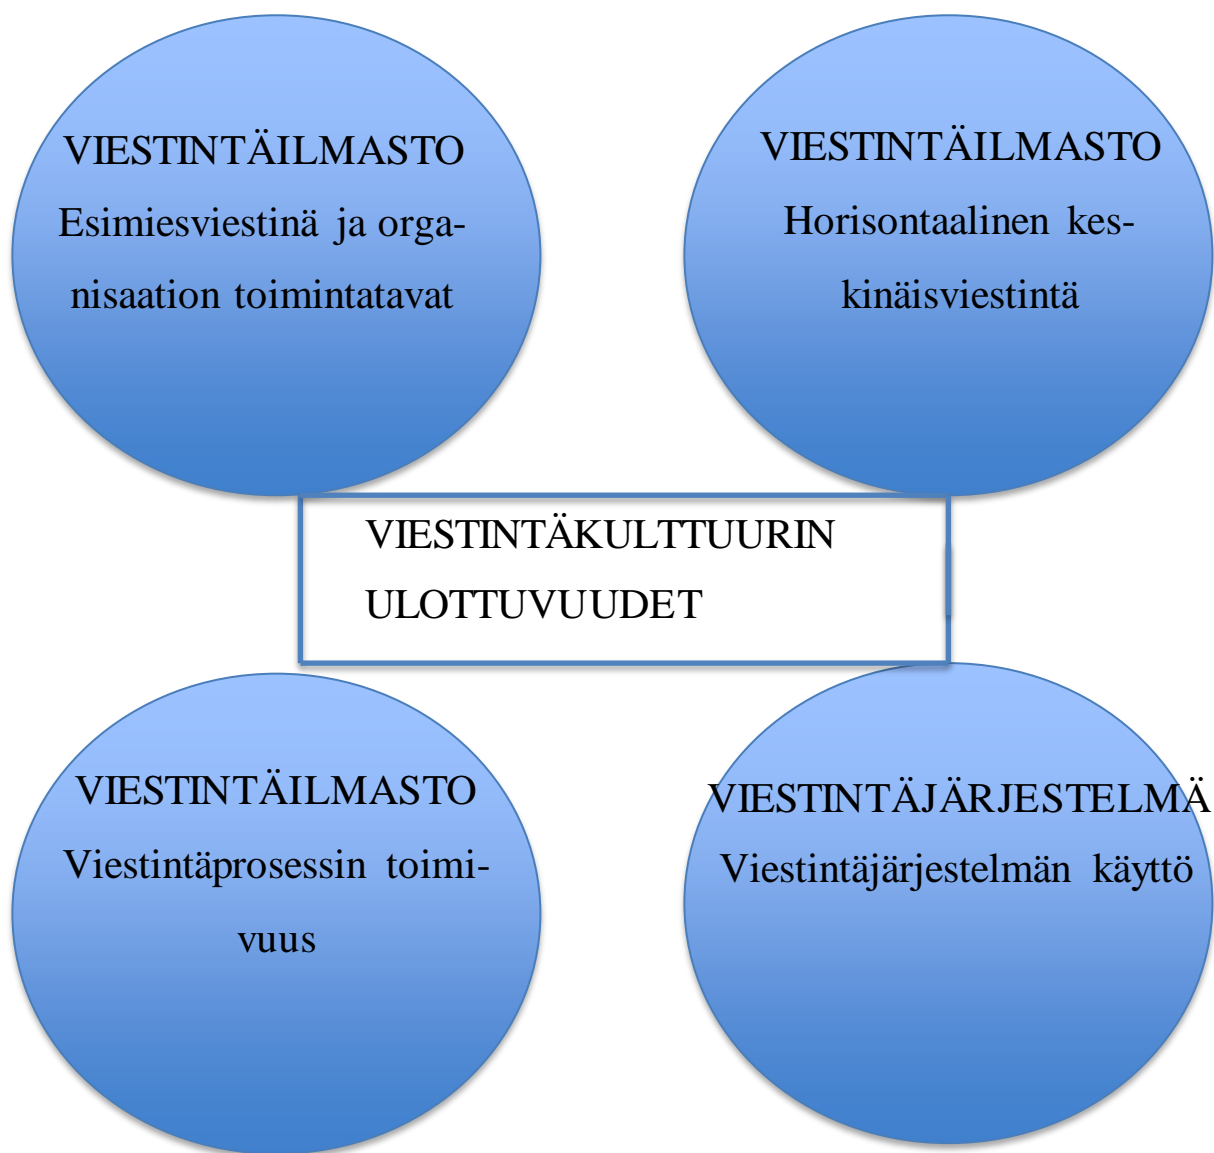 VIESTINTÄILMASTO
Esimiesviestinä ja orga-
nisaation toimintatavat
VIESTINTÄILMASTO
Horisontaalinen kes-
kinäisviestintä
VIESTINTÄKULTTUURIN
ULOTTUVUUDET
VIESTINTÄILMASTO
Viestintäprosessin toimi-
vuus
VIESTINTÄJÄRJESTELMÄ
Viestintäjärjestelmän käyttö